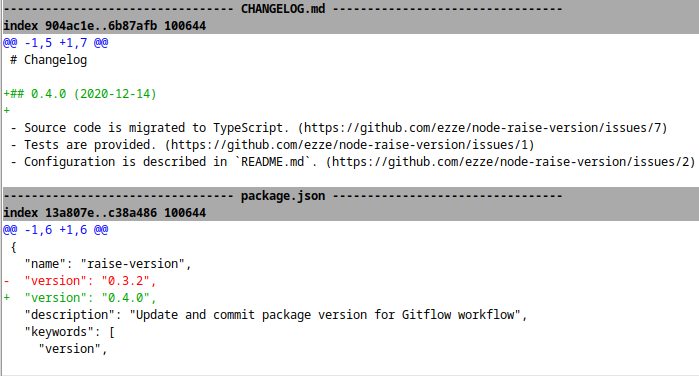 --------------------------------- CHANGELOG.md ---------------------------------
index 904ac1e..6b87afb 100644
@@ -1,5 +1,7 @@
 # Changelog

+## 0.4.0 (2020-12-14)
+
 - Source code is migrated to TypeScript. (https://github.com/ezze/node-raise-version/issues/7)
 - Tests are provided. (https://github.com/ezze/node-raise-version/issues/1)
 - Configuration is described in `README.md`. (https://github.com/ezze/node-raise-version/issues/2)

--------------------------------- package.json ---------------------------------
index 13a807e..c38a486 100644
@@ -1,6 +1,6 @@
 {
   "name": "raise-version",
-  "version": "0.3.2",
+  "version": "0.4.0",
   "description": "Update and commit package version for Gitflow workflow",
   "keywords": [
     "version",